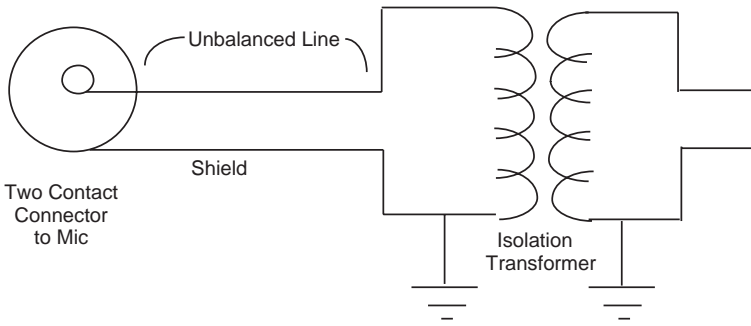 Unbalanced Line
Shield
Two Contact
Connector
to Mic
Isolation
Transformer